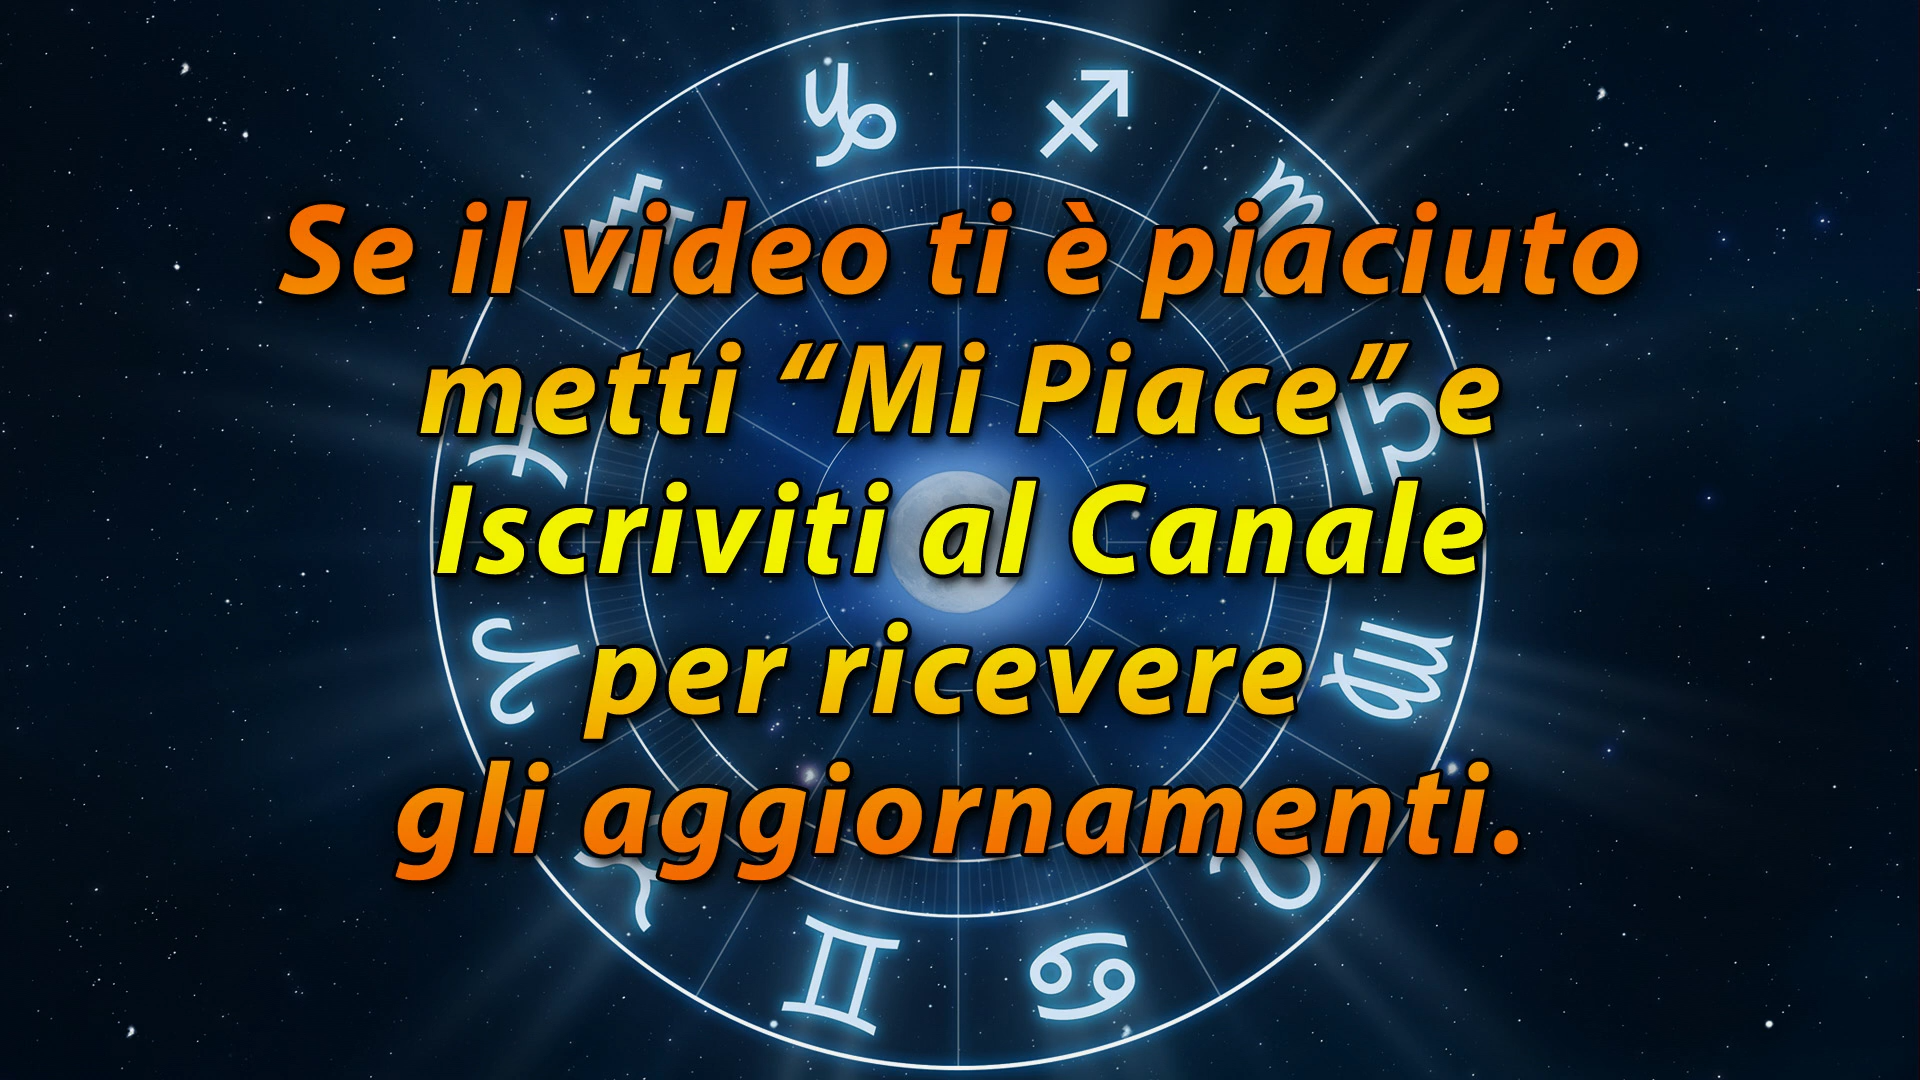 Se il video ti è piaciuto
metti “Mi Piace” e
Iscriviti al Canale
per ricevere
gli aggiornamenti.